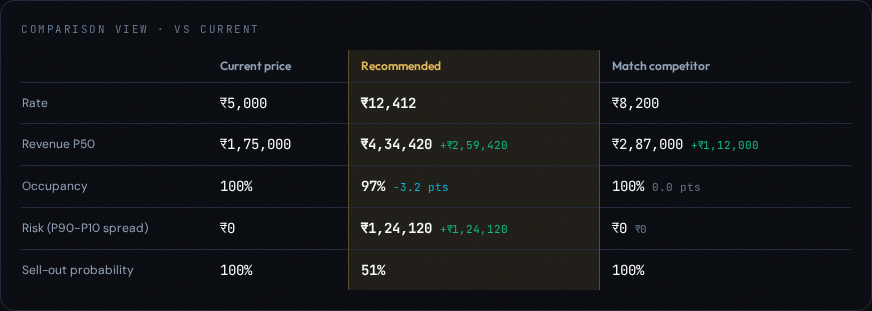 COMPARISON VIEW · VS CURRENT
Current price Recommended Match competitor
Rate ₹5,000 ₹12,412 ₹8,200
Revenue P50 ₹1,75,000 ₹4,34,420 +₹2,59,420 ₹2,87,000 +₹1,12,000
Occupancy 100% 97% -3.2 pts 100% 0.0 pts
Risk (P90–P10 spread) ₹0 ₹1,24,120 +₹1,24,120 ₹0 ₹0
Sell-out probability 100% 51% 100%